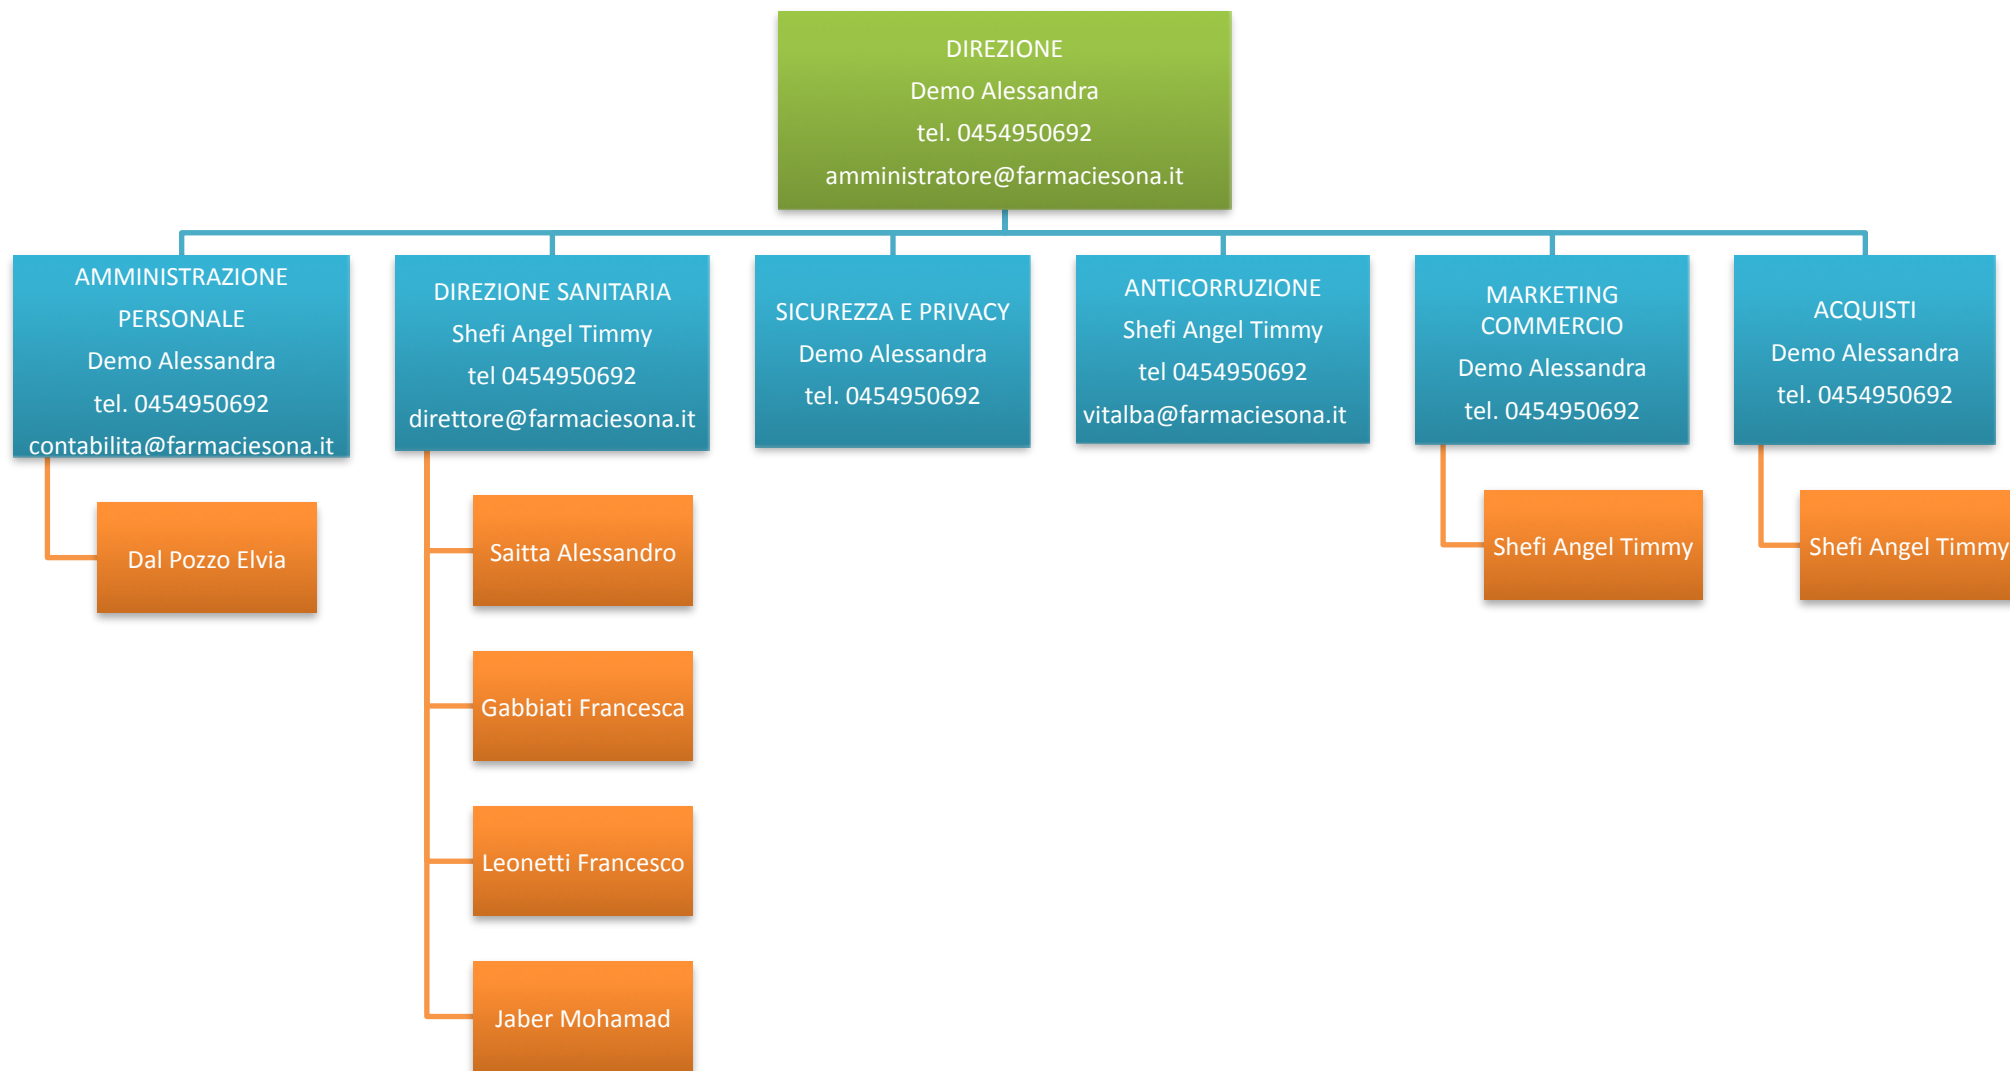 DIREZIONE
Demo Alessandra
tel. 0454950692
amministratore@farmaciesona.it
AMMINISTRAZIONE
PERSONALE
Demo Alessandra
tel. 0454950692
contabilita@farmaciesona.it
DIREZIONE SANITARIA
Shefi Angel Timmy
tel 0454950692
direttore@farmaciesona.it
SICUREZZA E PRIVACY
Demo Alessandra
tel. 0454950692
ANTICORRUZIONE
Shefi Angel Timmy
tel 0454950692
vitalba@farmaciesona.it
MARKETING
COMMERCIO
Demo Alessandra
tel. 0454950692
ACQUISTI
Demo Alessandra
tel. 0454950692
Dal Pozzo Elvia
Saitta Alessandro
Gabbiati Francesca
Leonetti Francesco
Jaber Mohamad
Shefi Angel Timmy
Shefi Angel Timmy